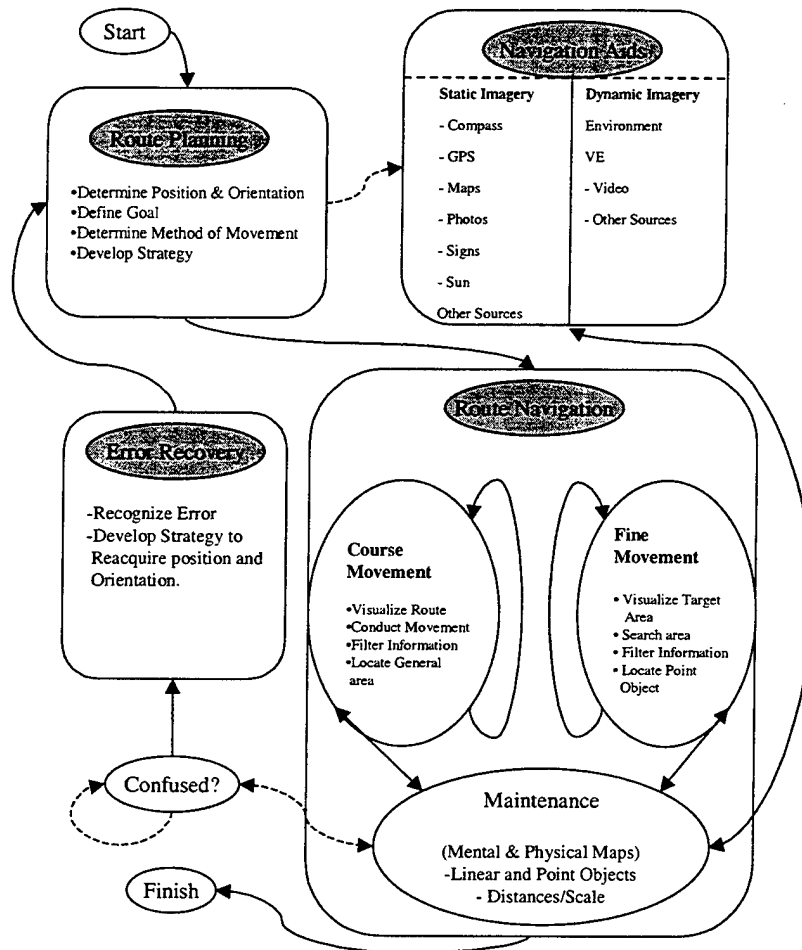 Start
Route Planning
•Determine Position & Orientation
•Define Goal
•Determine Method of Movement
•Develop Strategy
Navigation Aids
Static Imagery
- Compass
- GPS
- Maps
- Photos
- Signs
- Sun
Other Sources
Dynamic Imagery
Environment
VE
- Video
- Other Sources
Error Recovery
-Recognize Error
-Develop Strategy to
Reacquire position and
Orientation.
Route Navigation
Course
Movement
•Visualize Route
•Conduct Movement
•Filter Information
•Locate General
area
Fine
Movement
• Visualize Target
Area
• Search area
• Filter Information
• Locate Point
Object
Confused?
Maintenance
(Mental & Physical Maps)
-Linear and Point Objects
- Distances/Scale
Finish